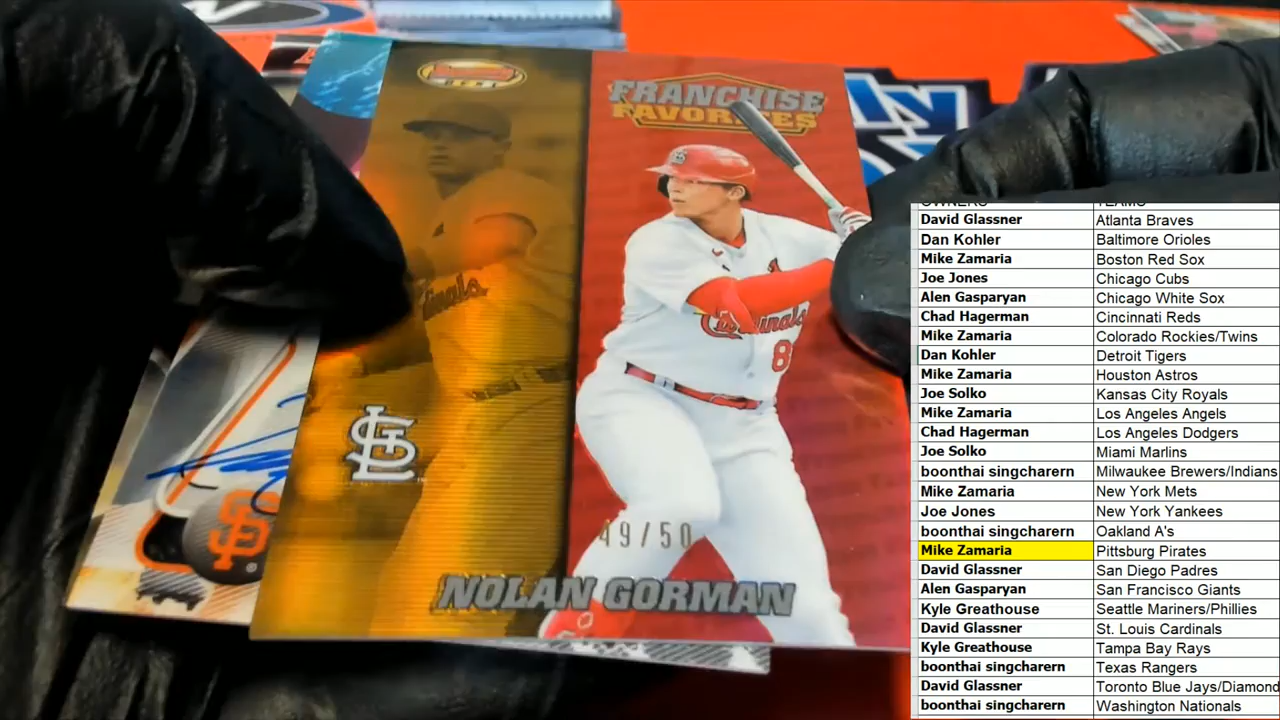 FRANCHISE
FAVORITES
Cardinals
8
49/50
NOLAN GORMAN
OWNERS TEAMS
David Glassner Atlanta Braves
Dan Kohler Baltimore Orioles
Mike Zamaria Boston Red Sox
Joe Jones Chicago Cubs
Alen Gasparyan Chicago White Sox
Chad Hagerman Cincinnati Reds
Mike Zamaria Colorado Rockies/Twins
Dan Kohler Detroit Tigers
Mike Zamaria Houston Astros
Joe Solko Kansas City Royals
Mike Zamaria Los Angeles Angels
Chad Hagerman Los Angeles Dodgers
Joe Solko Miami Marlins
boonthai singcharern Milwaukee Brewers/Indians
Mike Zamaria New York Mets
Joe Jones New York Yankees
boonthai singcharern Oakland A's
Mike Zamaria Pittsburg Pirates
David Glassner San Diego Padres
Alen Gasparyan San Francisco Giants
Kyle Greathouse Seattle Mariners/Phillies
David Glassner St. Louis Cardinals
Kyle Greathouse Tampa Bay Rays
boonthai singcharern Texas Rangers
David Glassner Toronto Blue Jays/Diamond
boonthai singcharern Washington Nationals